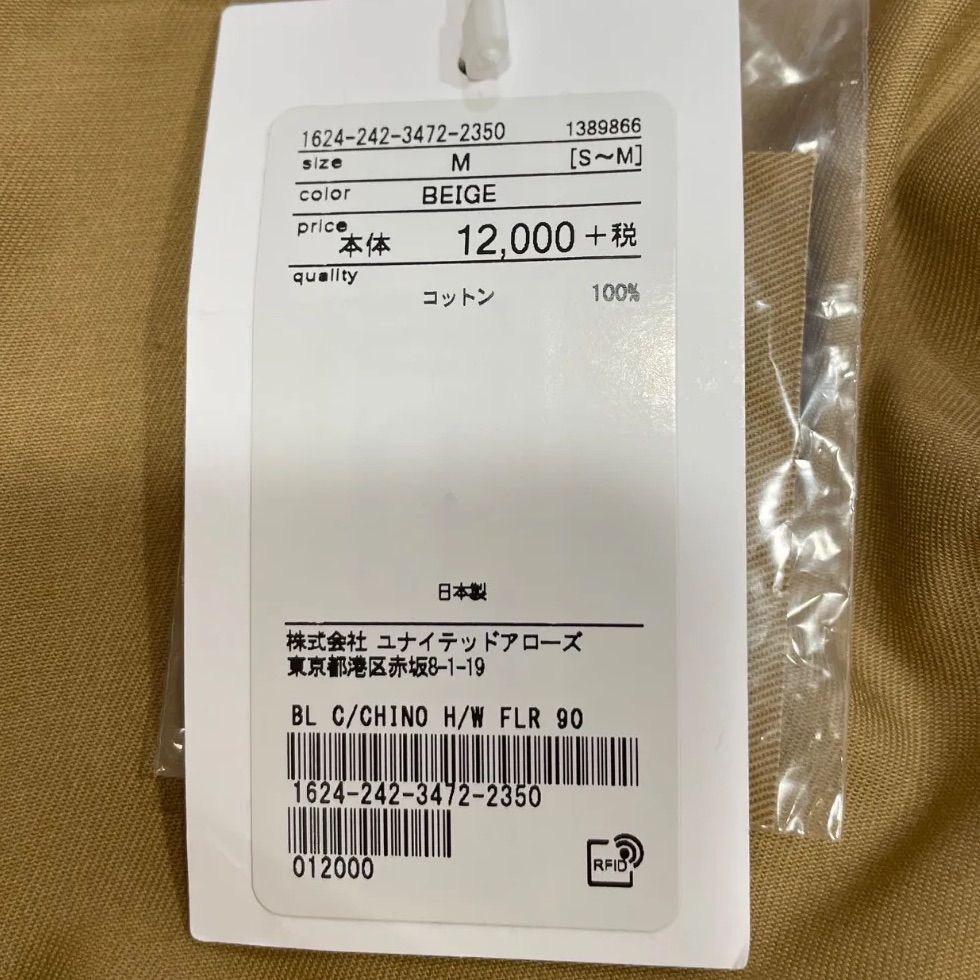 1624-242-3472-2350 1389866
size M [S～M]
color BEIGE
price 本体 12,000 +税
quality
コットン 100%
日本製
株式会社 ユナイテッドアローズ
東京都港区赤坂8-1-19
BL C/CHINO H/W FLR 90
1624-242-3472-2350
012000
RFID